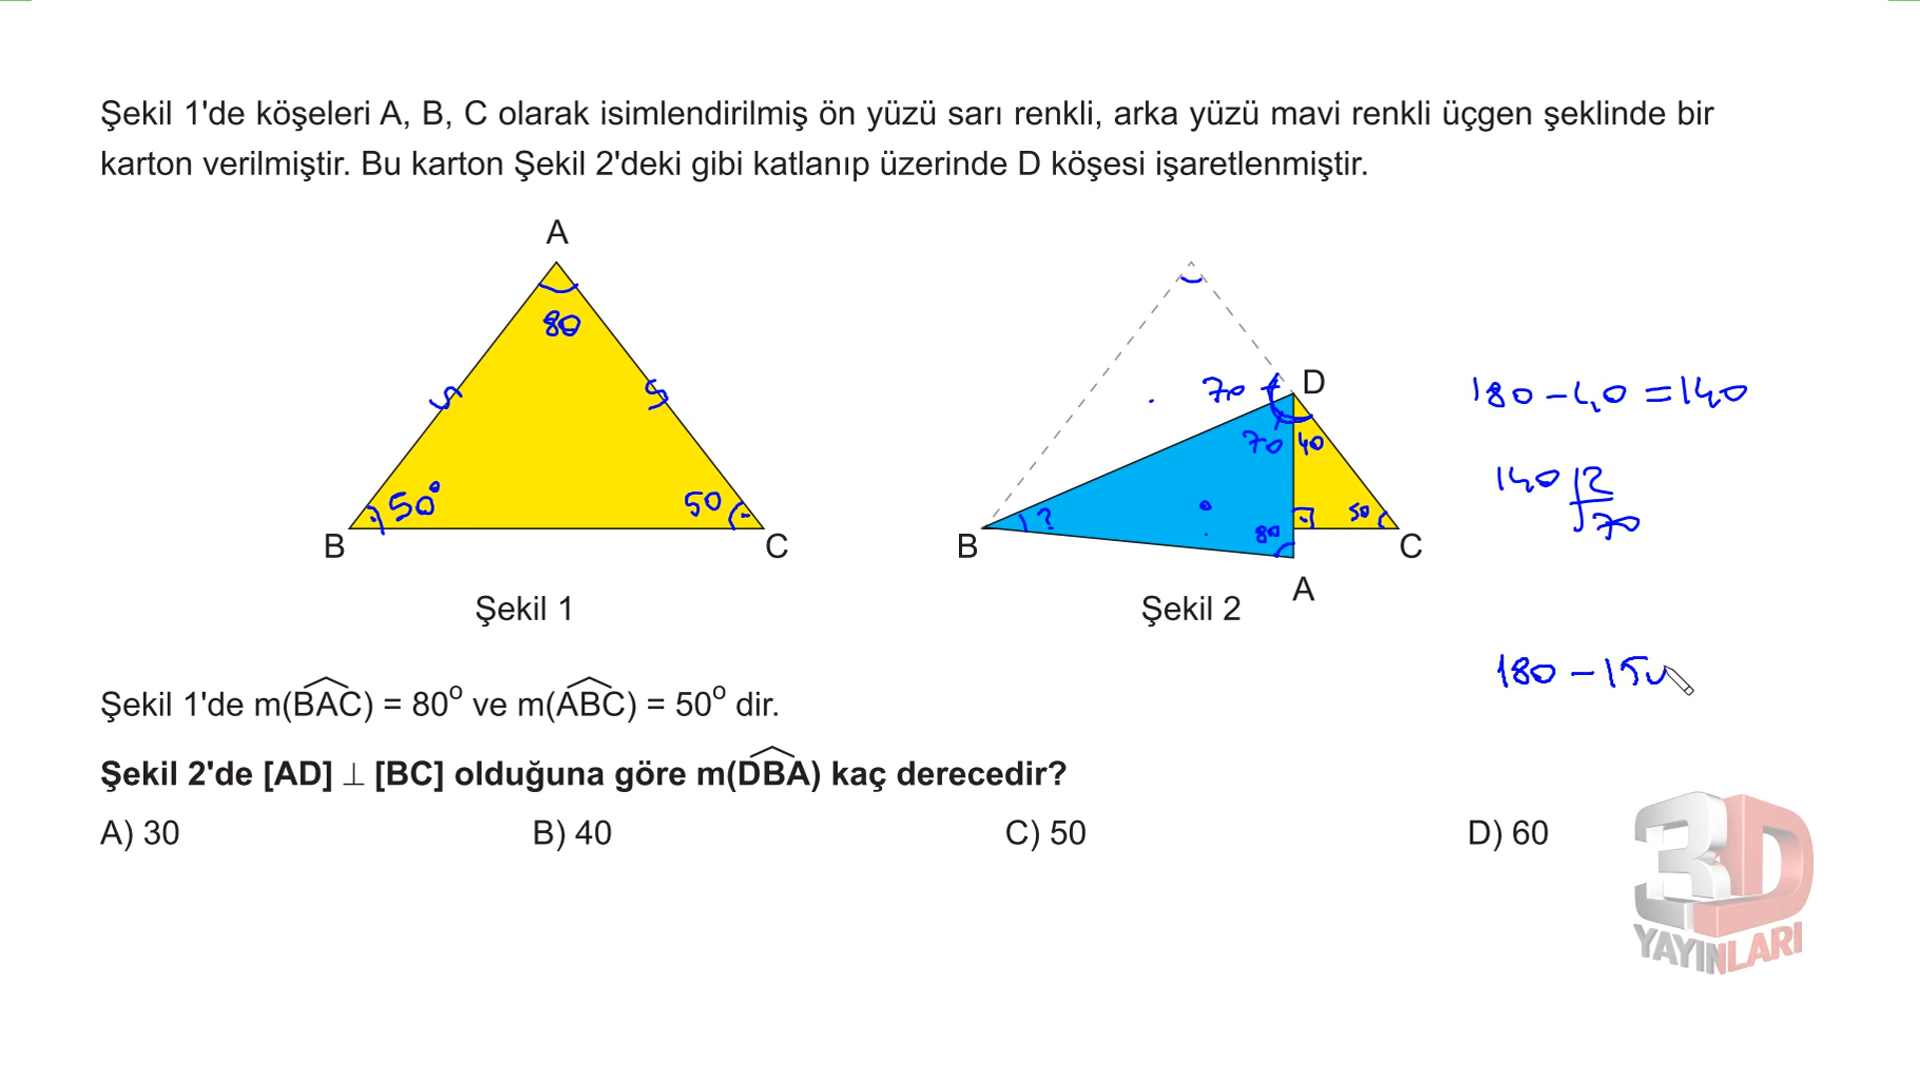 Şekil 1'de köşeleri A, B, C olarak isimlendirilmiş ön yüzü sarı renkli, arka yüzü mavi renkli üçgen şeklinde bir
karton verilmiştir. Bu karton Şekil 2'deki gibi katlanıp üzerinde D köşesi işaretlenmiştir.
A
80
50°
50
B
C
Şekil 1
D
70
70
40
?
80
50
B
C
A
Şekil 2
180 - 40 = 140
140 2
70
180 - 150
Şekil 1'de m(BAC) = 80° ve m(ABC) = 50° dir.
Şekil 2'de [AD] ⊥ [BC] olduğuna göre m(DBA) kaç derecedir?
A) 30 B) 40 C) 50 D) 60
3D
YAYINLARI